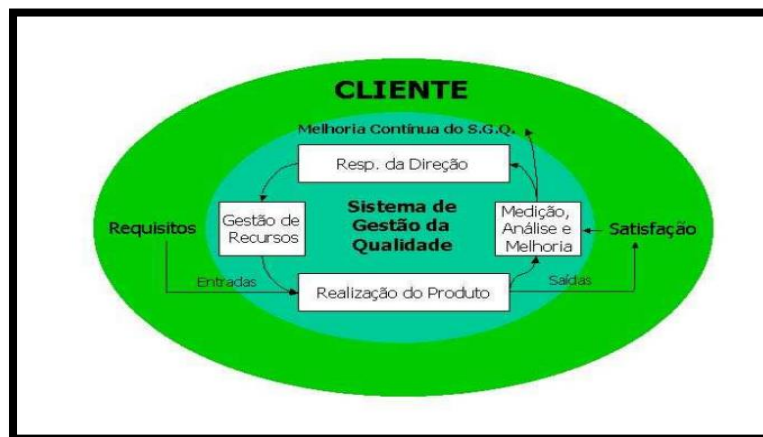 CLIENTE
Melhoria Contínua do S.G.Q.
Resp. da Direção
Gestão de
Recursos
Sistema de
Gestão da
Qualidade
Medição,
Análise e
Melhoria
Requisitos
Satisfação
Entradas
Realização do Produto
Saídas